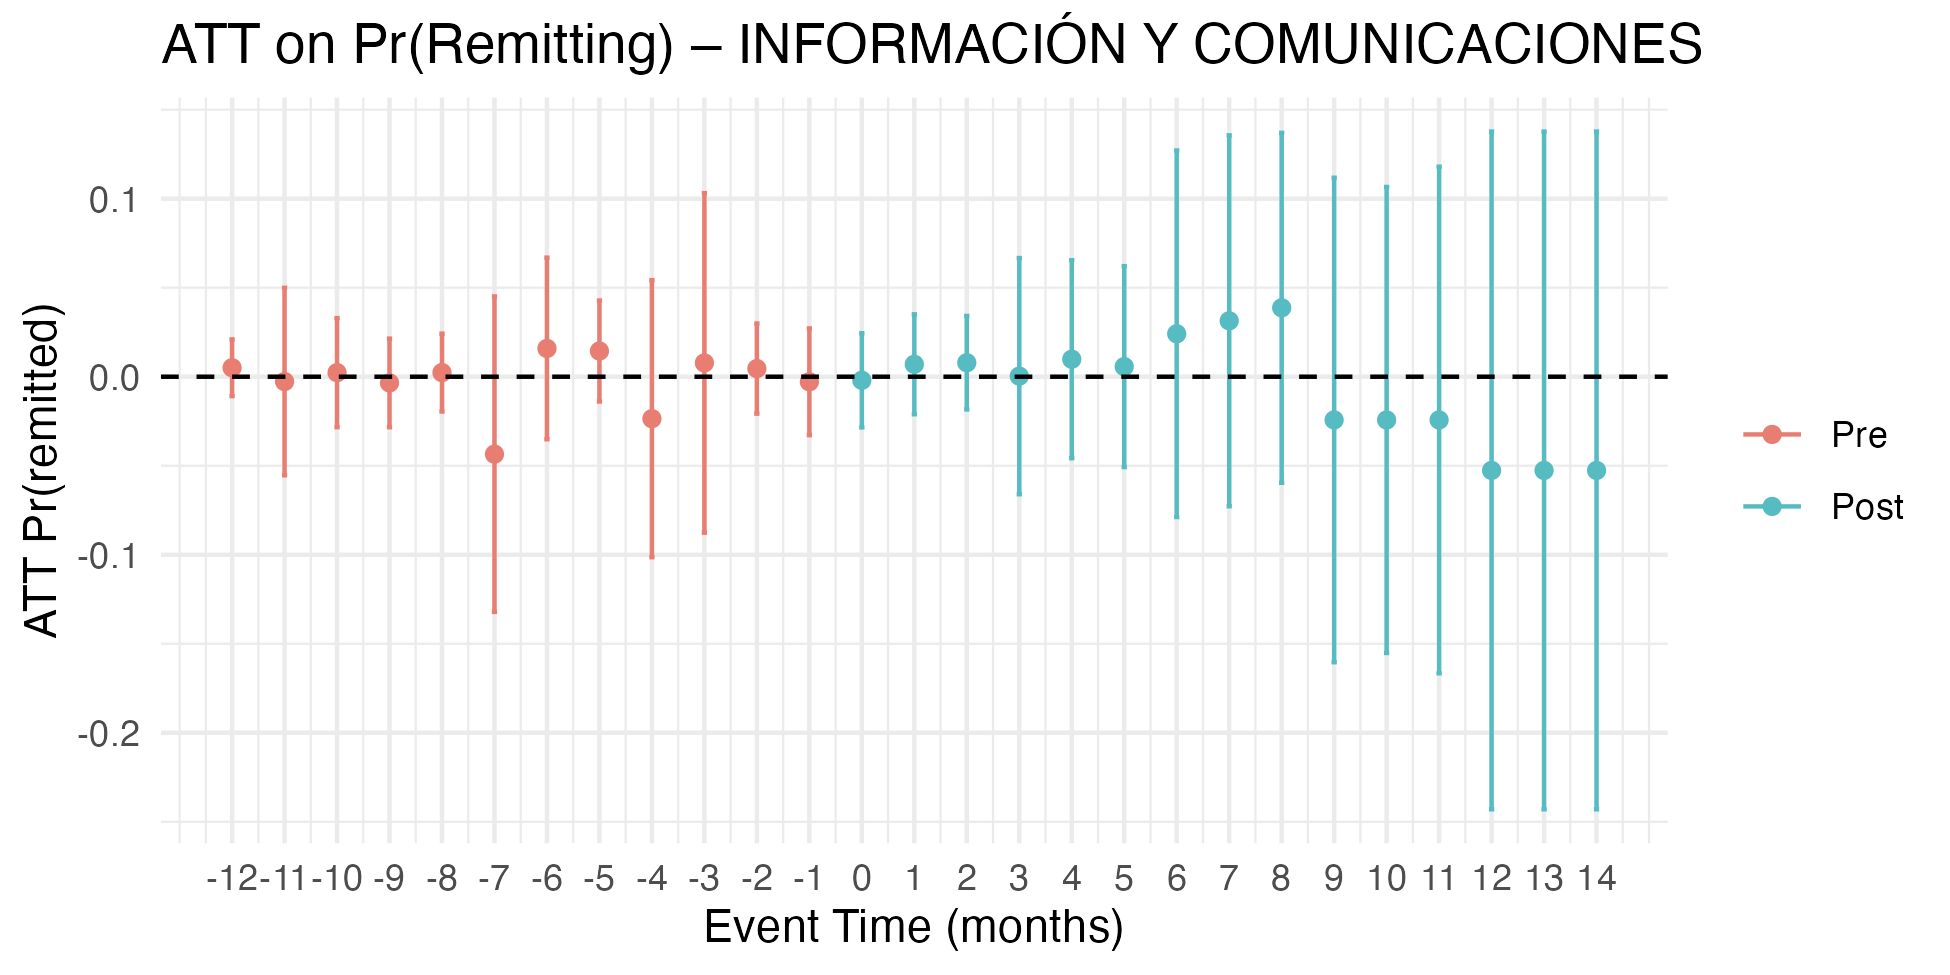 ATT on Pr(Remitting) – INFORMACIÓN Y COMUNICACIONES
ATT Pr(remitted)
0.1
0.0
-0.1
-0.2
-12 -11 -10 -9 -8 -7 -6 -5 -4 -3 -2 -1 0 1 2 3 4 5 6 7 8 9 10 11 12 13 14
Event Time (months)
Pre
Post